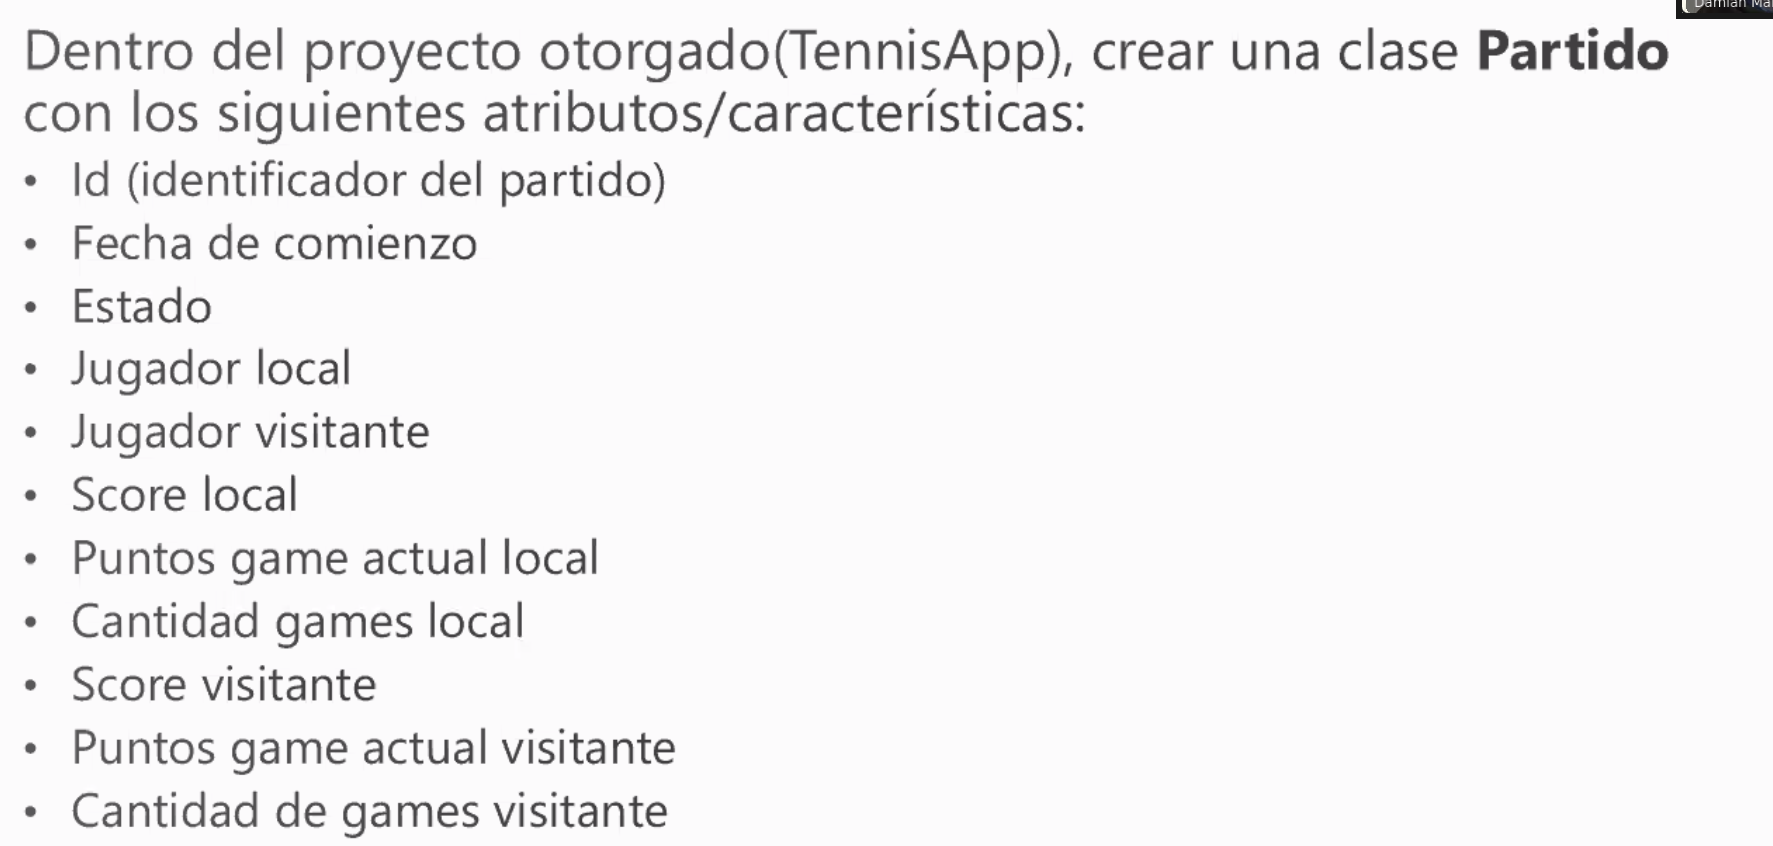 Damian
Dentro del proyecto otorgado(TennisApp), crear una clase Partido
con los siguientes atributos/características:
• Id (identificador del partido)
• Fecha de comienzo
• Estado
• Jugador local
• Jugador visitante
• Score local
• Puntos game actual local
• Cantidad games local
• Score visitante
• Puntos game actual visitante
• Cantidad de games visitante